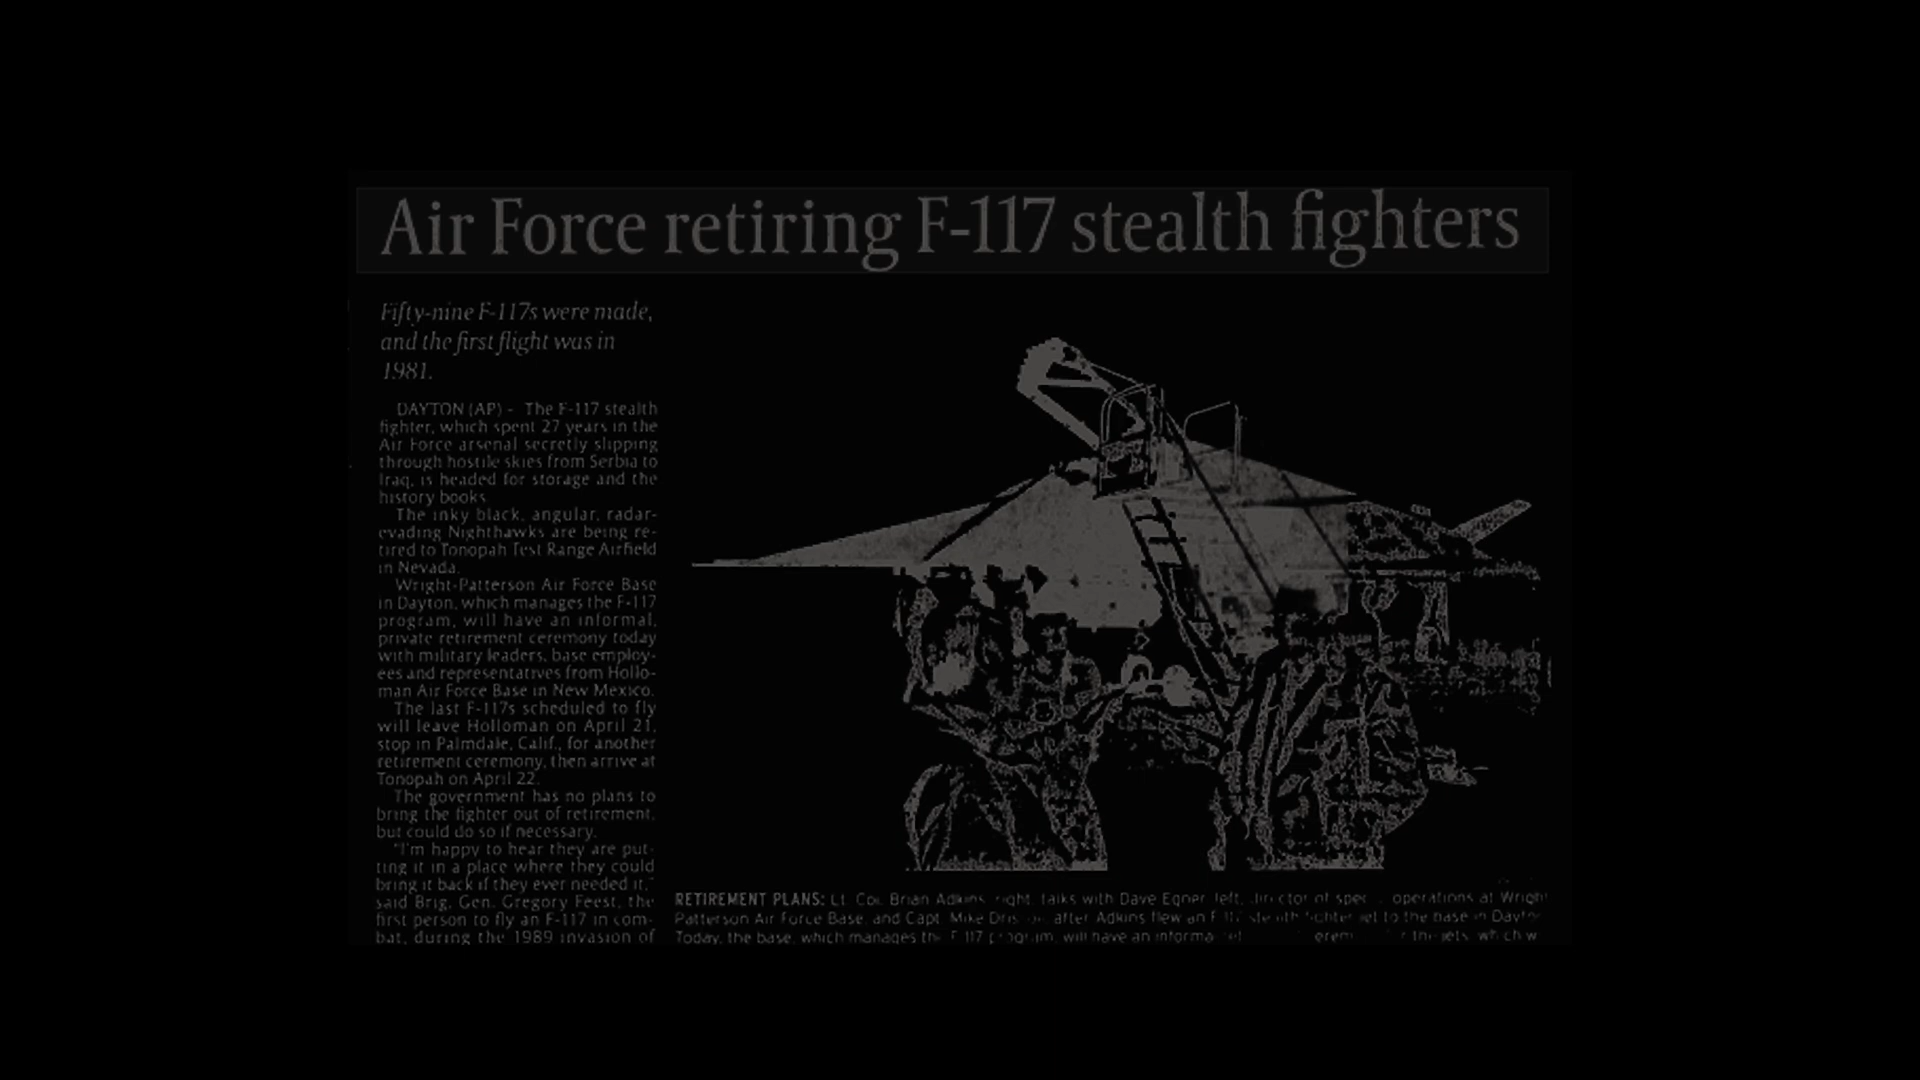 Air Force retiring F-117 stealth fighters
Fifty-nine F-117s were made,
and the first flight was in
1981.
DAYTON (AP) - The F-117 stealth
fighter, which spent 27 years in the
Air Force arsenal secretly slipping
through hostile skies from Serbia to
Iraq, is headed for storage and the
history books
The inky black, angular, radar-
evading Nighthawks are being re-
tired to Tonopah Test Range Airfield
in Nevada.
Wright-Patterson Air Force Base
in Dayton, which manages the F-117
program, will have an informal,
private retirement ceremony today
with military leaders, base employ-
ees and representatives from Hollo-
man Air Force Base in New Mexico.
The last F-117s scheduled to fly
will leave Holloman on April 21,
stop in Palmdale, Calif., for another
retirement ceremony, then arrive at
Tonopah on April 22.
The government has no plans to
bring the fighter out of retirement,
but could do so if necessary.
"I'm happy to hear they are put-
ting it in a place where they could
bring it back if they ever needed it,"
said Brig. Gen. Gregory Feest, the
first person to fly an F-117 in com-
bat, during the 1989 invasion of
RETIREMENT PLANS: Lt. Col. Brian Adkins, right, talks with Dave Egner, left, director of operations at Wright
Patterson Air Force Base, and Capt. Mike after Adkins flew an stealth fighter jet to the base in
Today, the base, which manages the F-117 program, will have an